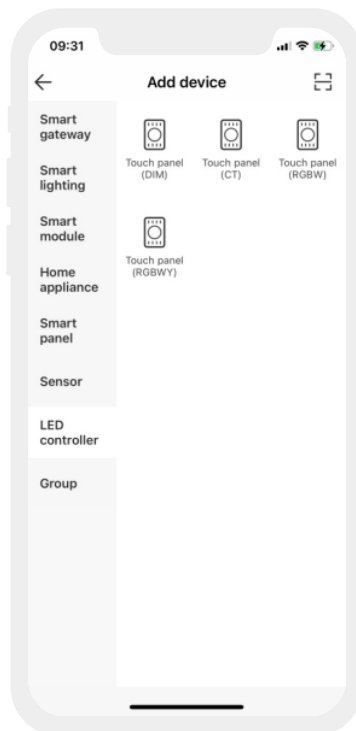 09:31
Add device
Smart
gateway
Smart
lighting
Smart
module
Home
appliance
Smart
panel
Sensor
LED
controller
Group
Touch panel
(DIM)
Touch panel
(CT)
Touch panel
(RGBW)
Touch panel
(RGBWY)